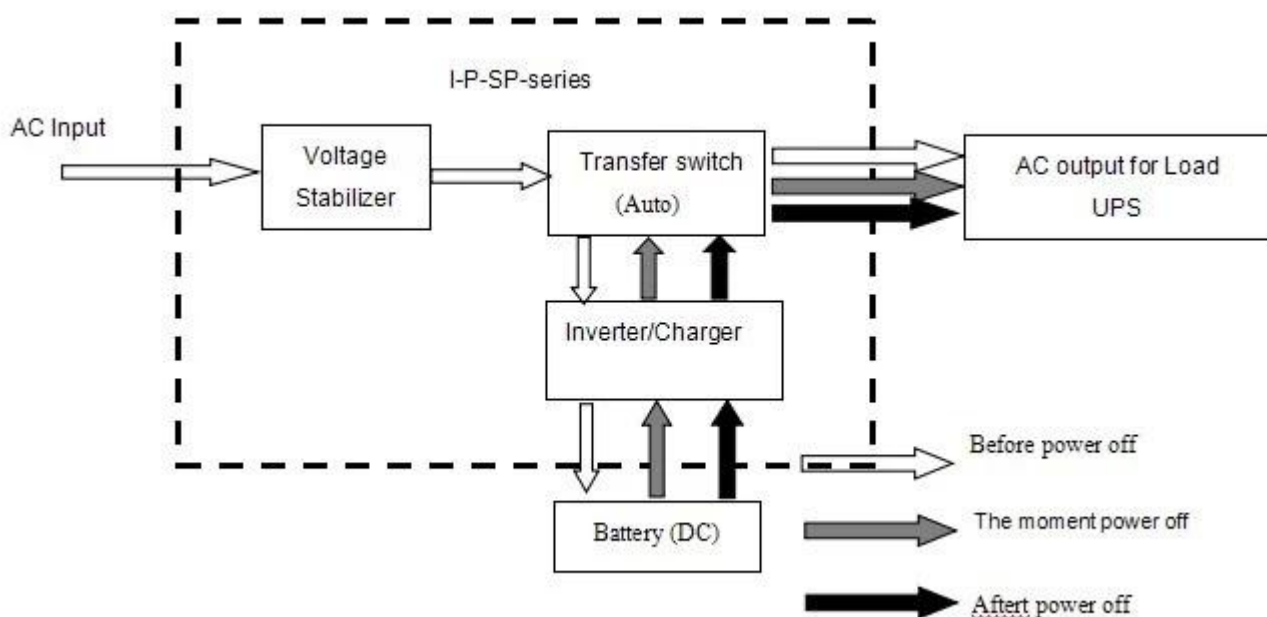 I-P-SP-series
AC Input
Voltage
Stabilizer
Transfer switch
(Auto)
AC output for Load
UPS
Inverter/Charger
Battery (DC)
Before power off
The moment power off
Aftert power off